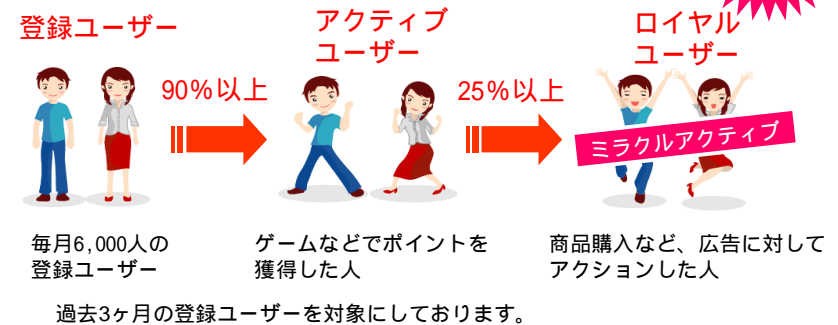 登録ユーザー
アクティブ
ユーザー
ロイヤル
ユーザー
90%以上
25%以上
ミラクルアクティブ
毎月6,000人の
登録ユーザー
ゲームなどでポイントを
獲得した人
商品購入など、広告に対して
アクションした人
過去3ヶ月の登録ユーザーを対象にしております。